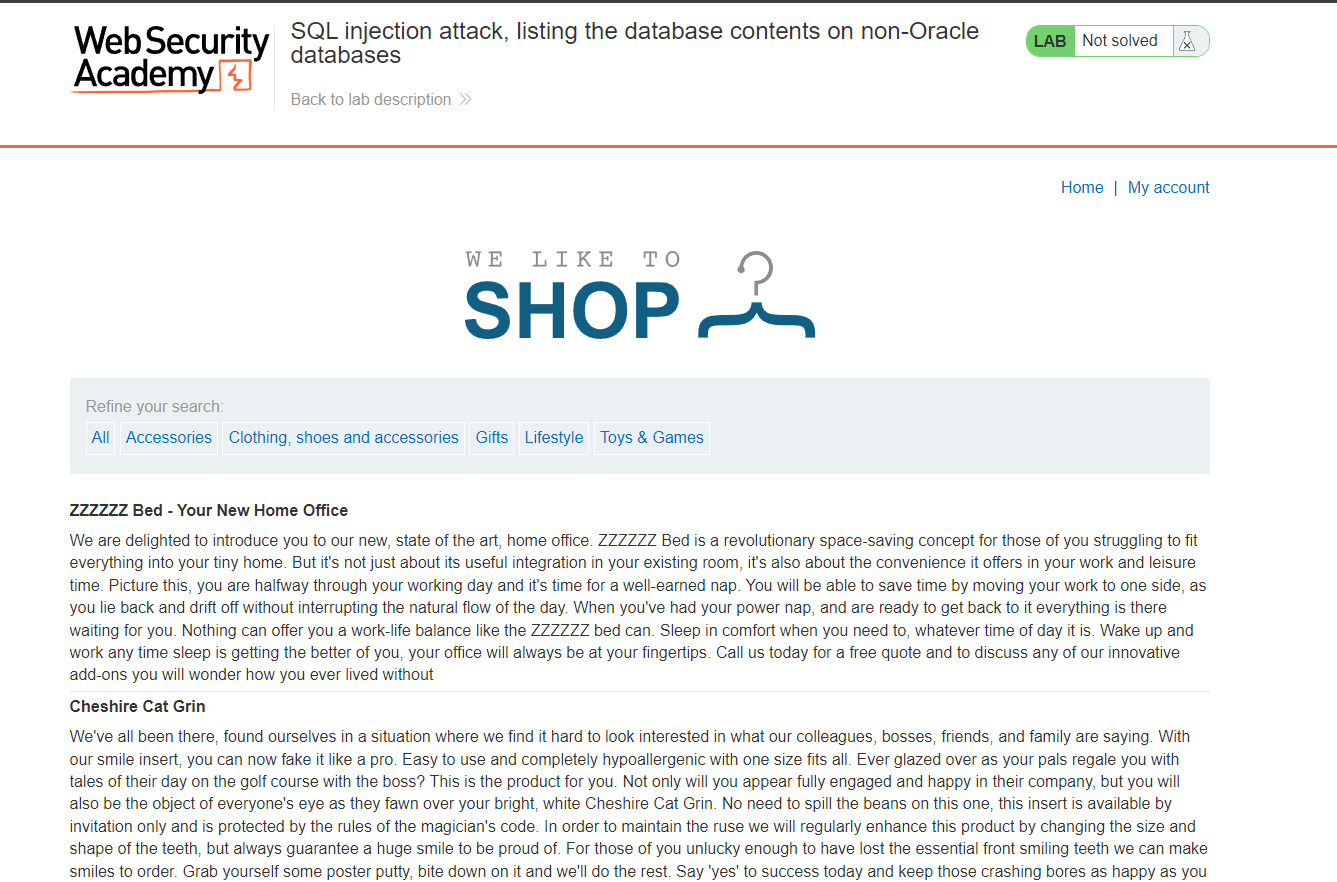 Web Security
Academy
SQL injection attack, listing the database contents on non-Oracle
databases
Back to lab description
LAB Not solved
Home | My account
WE LIKE TO
SHOP
Refine your search:
All Accessories Clothing, shoes and accessories Gifts Lifestyle Toys & Games
ZZZZZZ Bed - Your New Home Office
We are delighted to introduce you to our new, state of the art, home office. ZZZZZZ Bed is a revolutionary space-saving concept for those of you struggling to fit
everything into your tiny home. But it's not just about its useful integration in your existing room, it's also about the convenience it offers in your work and leisure
time. Picture this, you are halfway through your working day and it's time for a well-earned nap. You will be able to save time by moving your work to one side, as
you lie back and drift off without interrupting the natural flow of the day. When you've had your power nap, and are ready to get back to it everything is there
waiting for you. Nothing can offer you a work-life balance like the ZZZZZZ bed can. Sleep in comfort when you need to, whatever time of day it is. Wake up and
work any time sleep is getting the better of you, your office will always be at your fingertips. Call us today for a free quote and to discuss any of our innovative
add-ons you will wonder how you ever lived without
Cheshire Cat Grin
We've all been there, found ourselves in a situation where we find it hard to look interested in what our colleagues, bosses, friends, and family are saying. With
our smile insert, you can now fake it like a pro. Easy to use and completely hypoallergenic with one size fits all. Ever glazed over as your pals regale you with
tales of their day on the golf course with the boss? This is the product for you. Not only will you appear fully engaged and happy in their company, but you will
also be the object of everyone's eye as they fawn over your bright, white Cheshire Cat Grin. No need to spill the beans on this one, this insert is available by
invitation only and is protected by the rules of the magician's code. In order to maintain the ruse we will regularly enhance this product by changing the size and
shape of the teeth, but always guarantee a huge smile to be proud of. For those of you unlucky enough to have lost the essential front smiling teeth we can make
smiles to order. Grab yourself some poster putty, bite down on it and we'll do the rest. Say 'yes' to success today and keep those crashing bores as happy as you